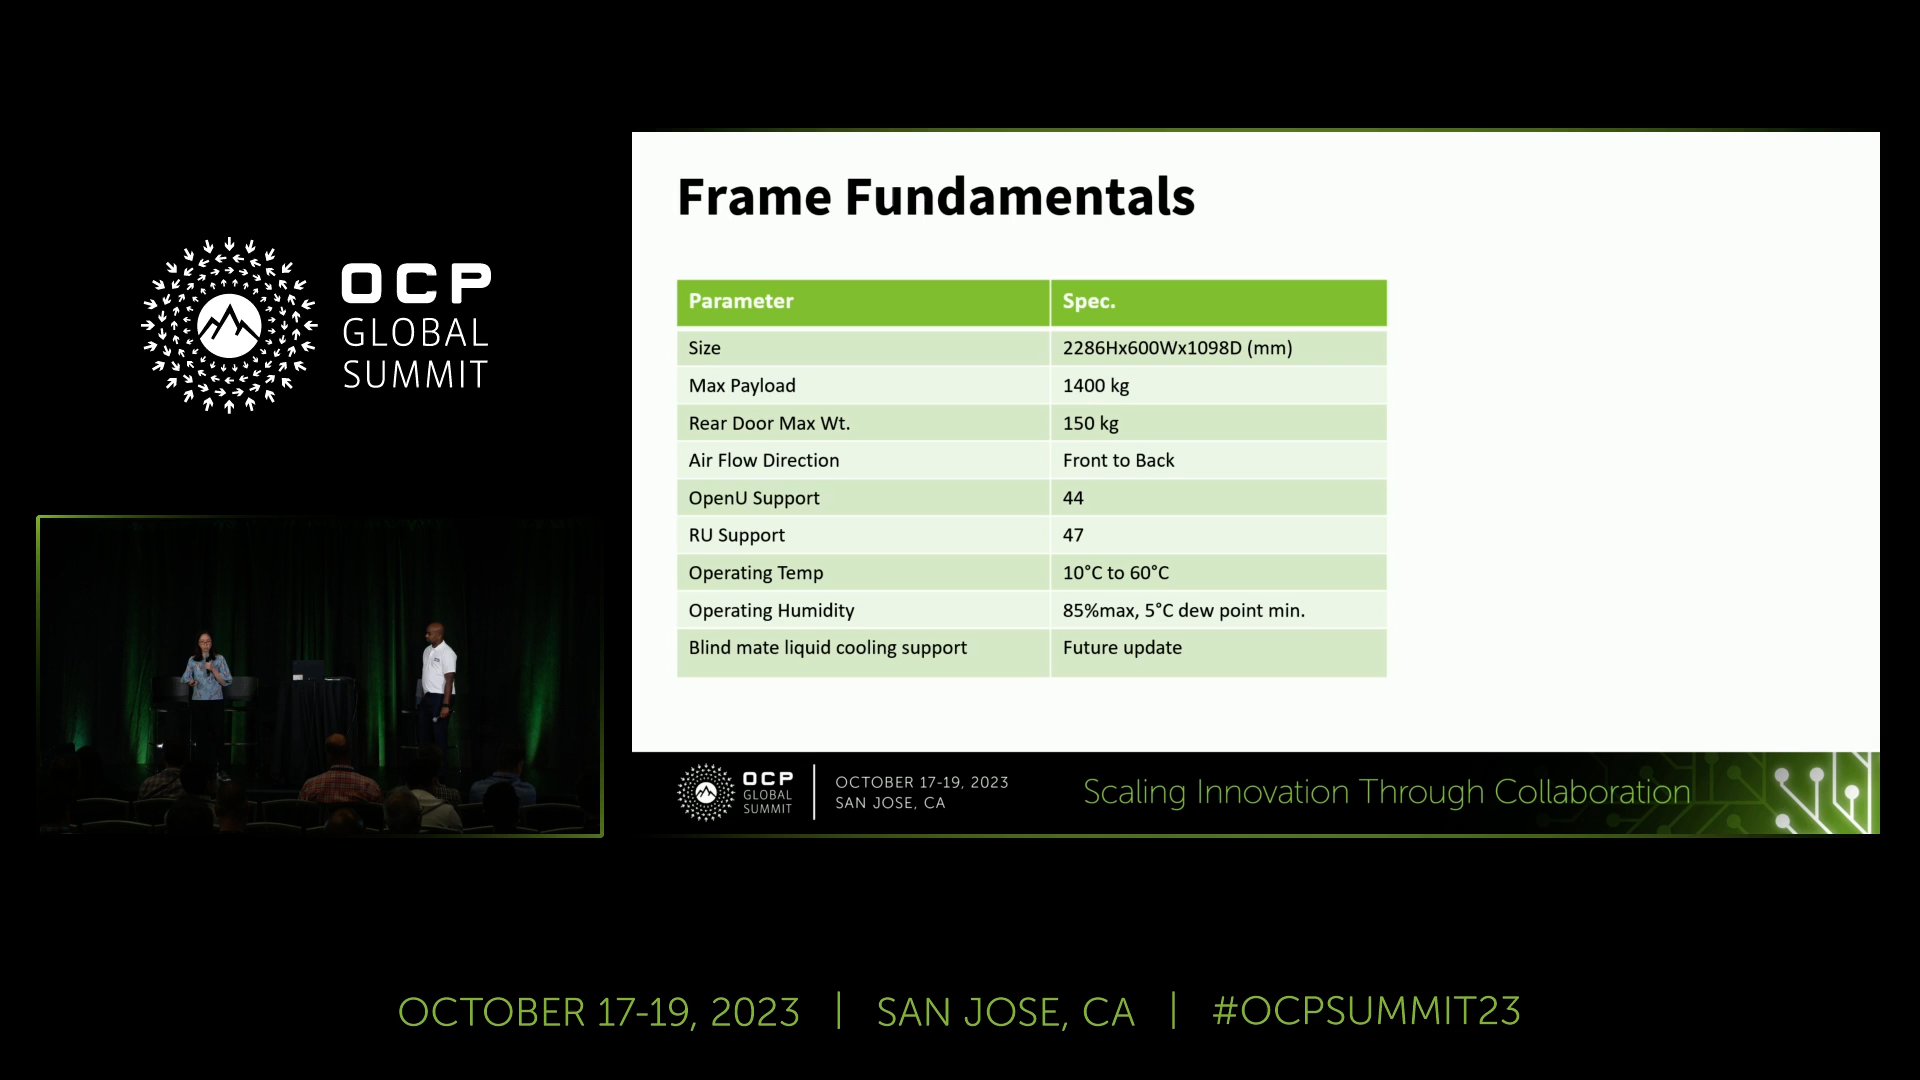 OCP
GLOBAL
SUMMIT
Frame Fundamentals
Parameter Spec.
Size 2286Hx600Wx1098D (mm)
Max Payload 1400 kg
Rear Door Max Wt. 150 kg
Air Flow Direction Front to Back
OpenU Support 44
RU Support 47
Operating Temp 10°C to 60°C
Operating Humidity 85%max, 5°C dew point min.
Blind mate liquid cooling support Future update
OCP
GLOBAL
SUMMIT
OCTOBER 17-19, 2023
SAN JOSE, CA
Scaling Innovation Through Collaboration
OCTOBER 17-19, 2023 | SAN JOSE, CA | #OCPSUMMIT23